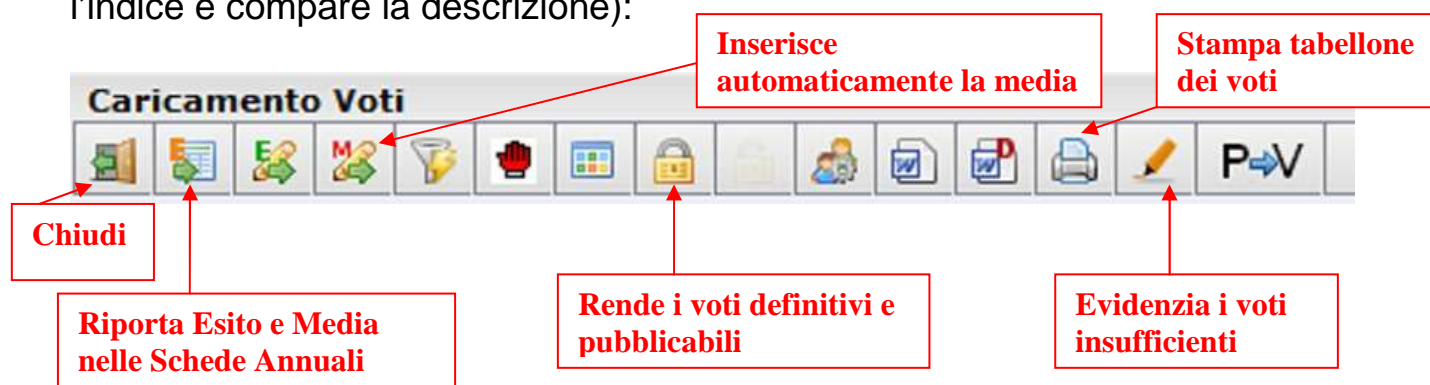 l'indice e compare la descrizione):
Inserisce
automaticamente la media
Stampa tabellone
dei voti
Caricamento Voti
E
E
M
W
W
D
P⇨V
Chiudi
Riporta Esito e Media
nelle Schede Annuali
Rende i voti definitivi e
pubblicabili
Evidenzia i voti
insufficienti